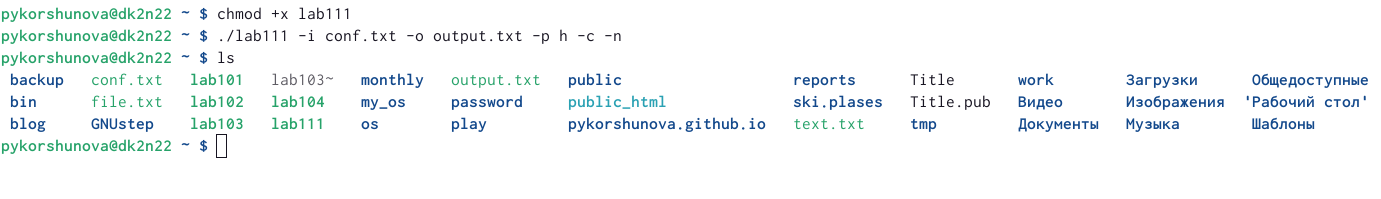 pykorshunova@dk2n22 ~ $ chmod +x lab111
pykorshunova@dk2n22 ~ $ ./lab111 -i conf.txt -o output.txt -p h -c -n
pykorshunova@dk2n22 ~ $ ls
backup conf.txt lab101 lab103~ monthly output.txt public reports Title work Загрузки Общедоступные
bin file.txt lab102 lab104 my_os password public_html ski.plases Title.pub Видео Изображения 'Рабочий стол'
blog GNUstep lab103 lab111 os play pykorshunova.github.io text.txt tmp Документы Музыка Шаблоны
pykorshunova@dk2n22 ~ $